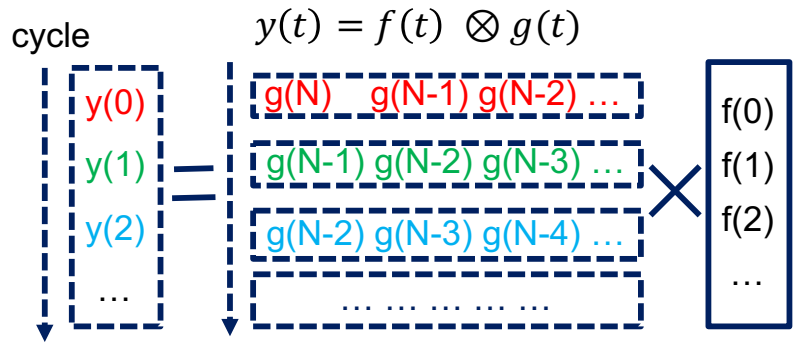 cycle
y(t) = f(t) ⊗ g(t)
y(0)
y(1)
y(2)
...
=
g(N) g(N-1) g(N-2) ...
g(N-1) g(N-2) g(N-3) ...
g(N-2) g(N-3) g(N-4) ...
... ... ... ... ...
×
f(0)
f(1)
f(2)
...